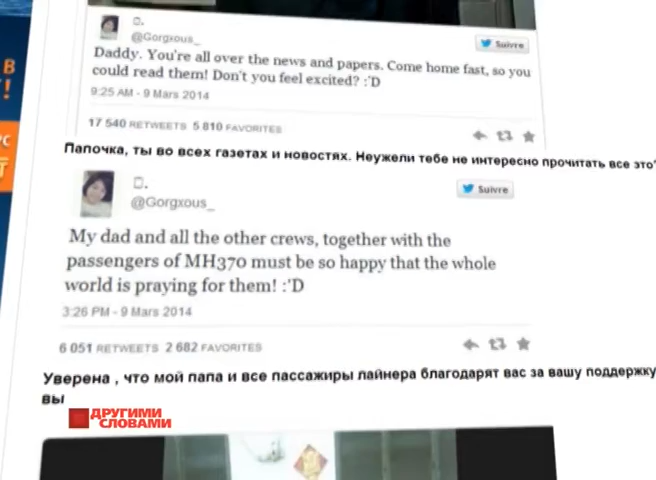 В
!
@Gorgxous_
Suivre
Daddy. You're all over the news and papers. Come home fast, so you
could read them! Don't you feel excited? :'D
9:25 AM - 9 Mars 2014
17 540 RETWEETS 5 810 FAVORITES
Папочка, ты во всех газетах и новостях. Неужели тебе не интересно прочитать все это
@Gorgxous_
Suivre
My dad and all the other crews, together with the
passengers of MH370 must be so happy that the whole
world is praying for them! :'D
3:26 PM - 9 Mars 2014
6 051 RETWEETS 2 682 FAVORITES
Уверена , что мой папа и все пассажиры лайнера благодарят вас за вашу поддержку
вы
ДРУГИМИ
СЛОВАМИ